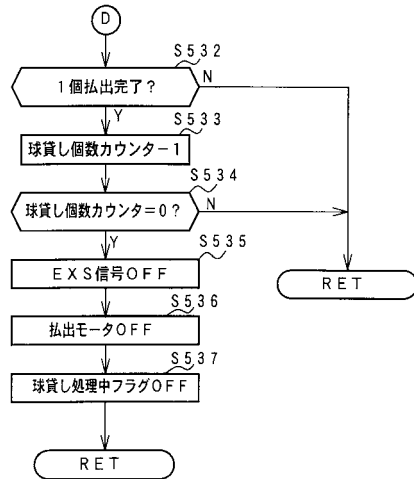 D
S532
1個払出完了?
N
Y
S533
球貸し個数カウンター1
S534
球貸し個数カウンタ=0?
N
Y
S535
EXS信号OFF
RET
S536
払出モータOFF
S537
球貸し処理中フラグOFF
RET